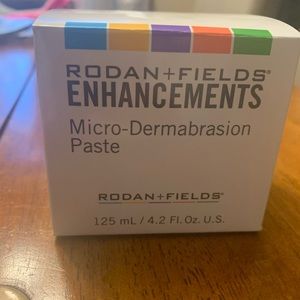 RODAN+FIELDS®
ENHANCEMENTS
Micro-Dermabrasion
Paste
RODAN+FIELDS®
125 mL / 4.2 Fl. Oz. U.S.